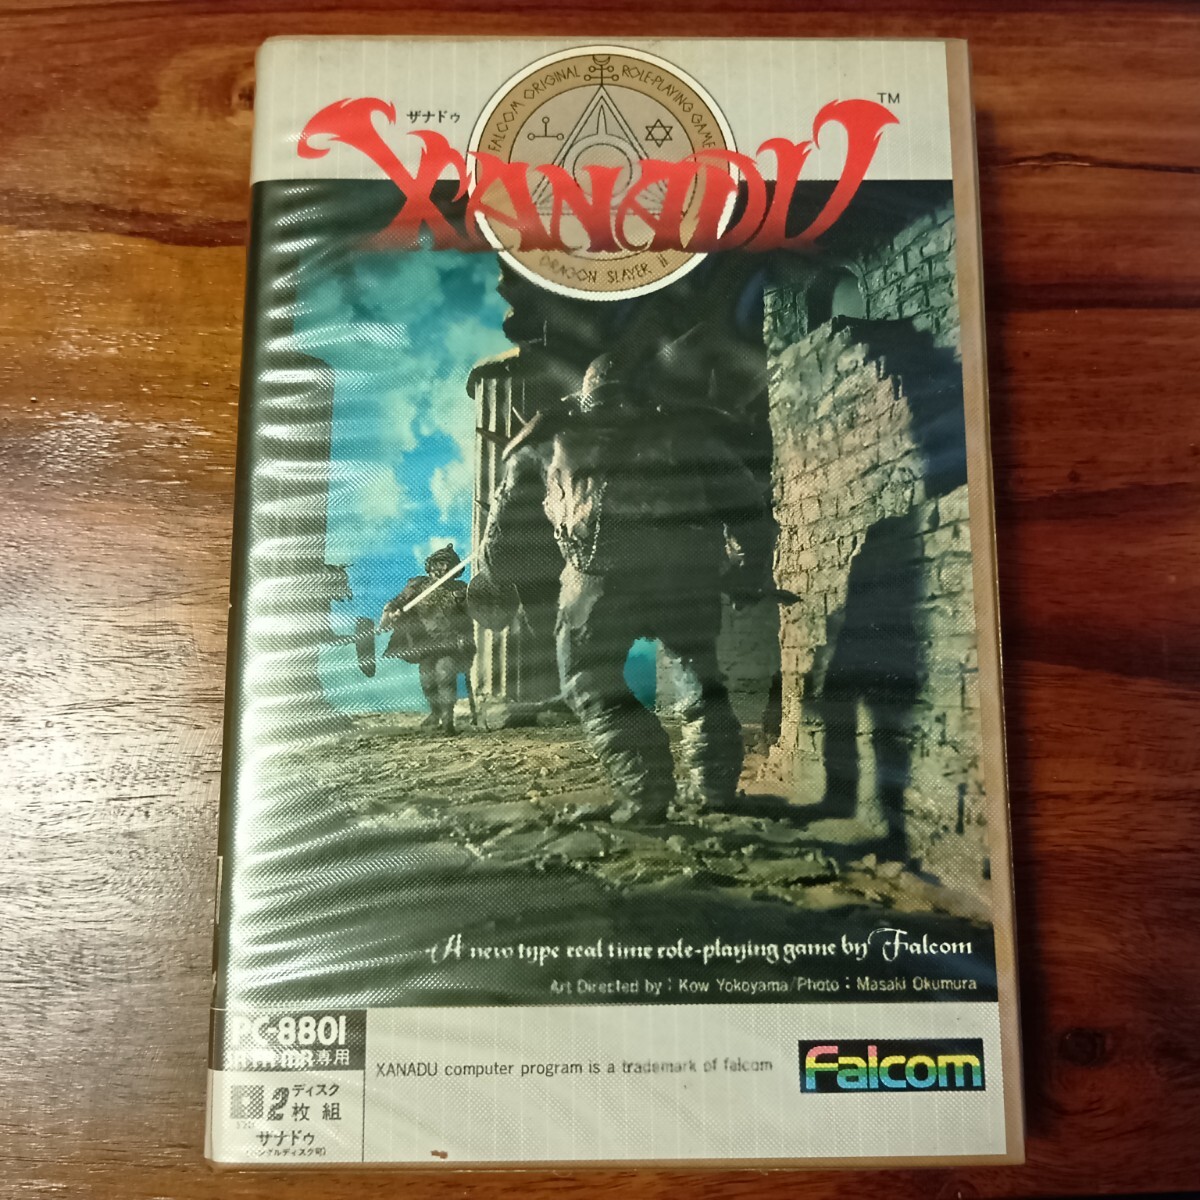 ザナドゥ
FALCOM ORIGINAL ROLE-PLAYING GAME
TM
XANADU
DRAGON SLAYER II
A new type real time role-playing game by Falcom
Art Directed by : Kow Yokoyama/Photo : Masaki Okumura
PC-8801
専用
XANADU computer program is a trademark of falcom
Falcom
2 ディスク
枚組
ザナドゥ